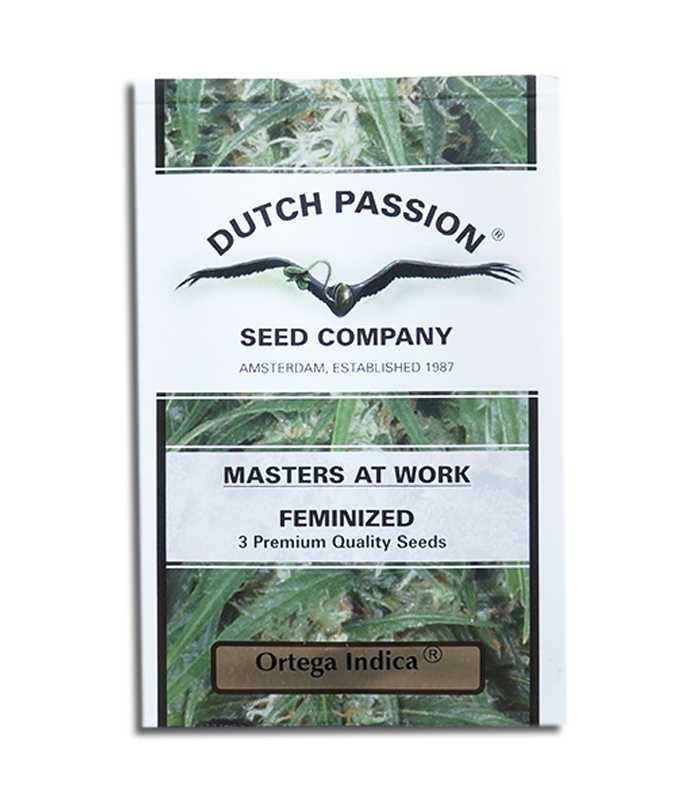 DUTCH PASSION ®
SEED COMPANY
AMSTERDAM, ESTABLISHED 1987
MASTERS AT WORK
FEMINIZED
3 Premium Quality Seeds
Ortega Indica ®